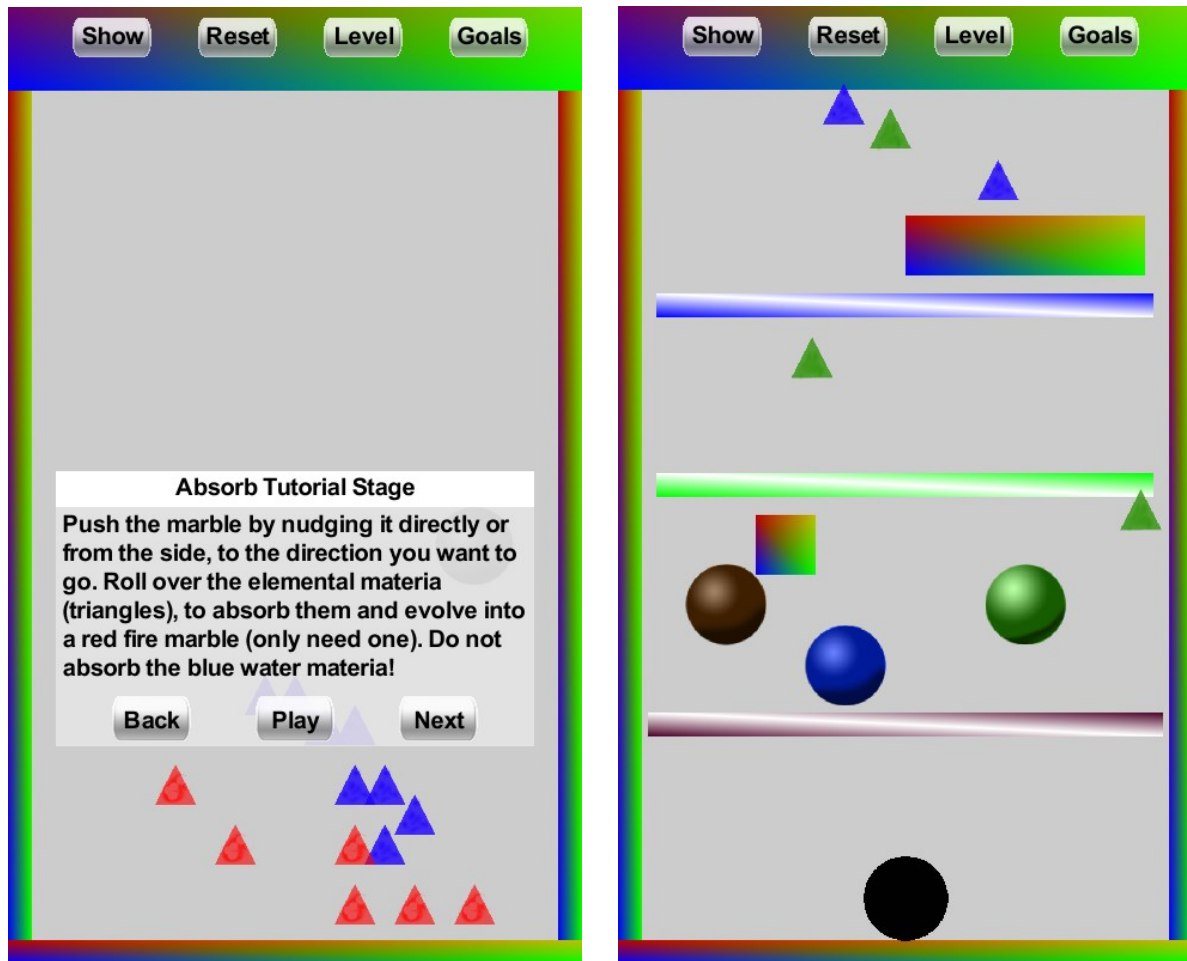 Show Reset Level Goals
Absorb Tutorial Stage
Push the marble by nudging it directly or
from the side, to the direction you want to
go. Roll over the elemental materia
(triangles), to absorb them and evolve into
a red fire marble (only need one). Do not
absorb the blue water materia!
Back Play Next
Show Reset Level Goals